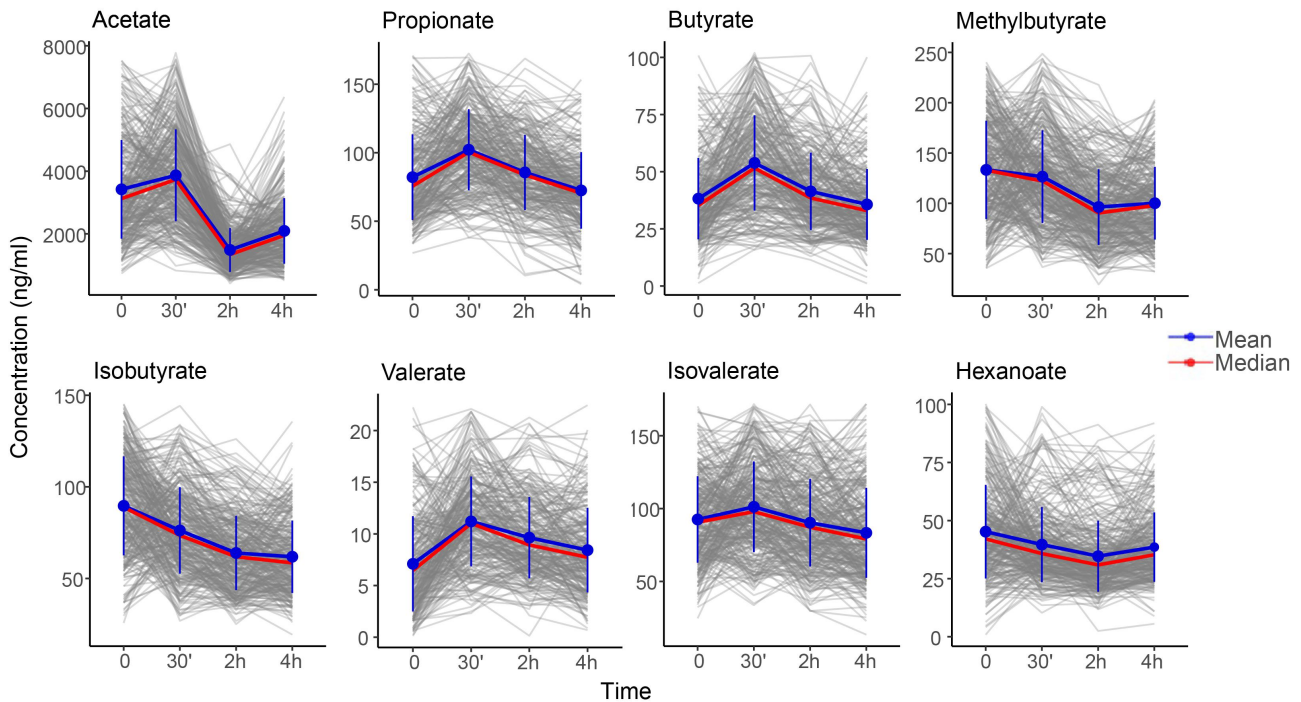 Acetate
Propionate
Butyrate
Methylbutyrate
8000
6000
4000
2000
0 30' 2h 4h
150
100
50
0
0 30' 2h 4h
100
75
50
25
0
0 30' 2h 4h
250
200
150
100
50
0 30' 2h 4h
Concentration (ng/ml)
Mean
Median
Isobutyrate
Valerate
Isovalerate
Hexanoate
150
100
50
0 30' 2h 4h
20
15
10
5
0
0 30' 2h 4h
150
100
50
0 30' 2h 4h
100
75
50
25
0
0 30' 2h 4h
Time